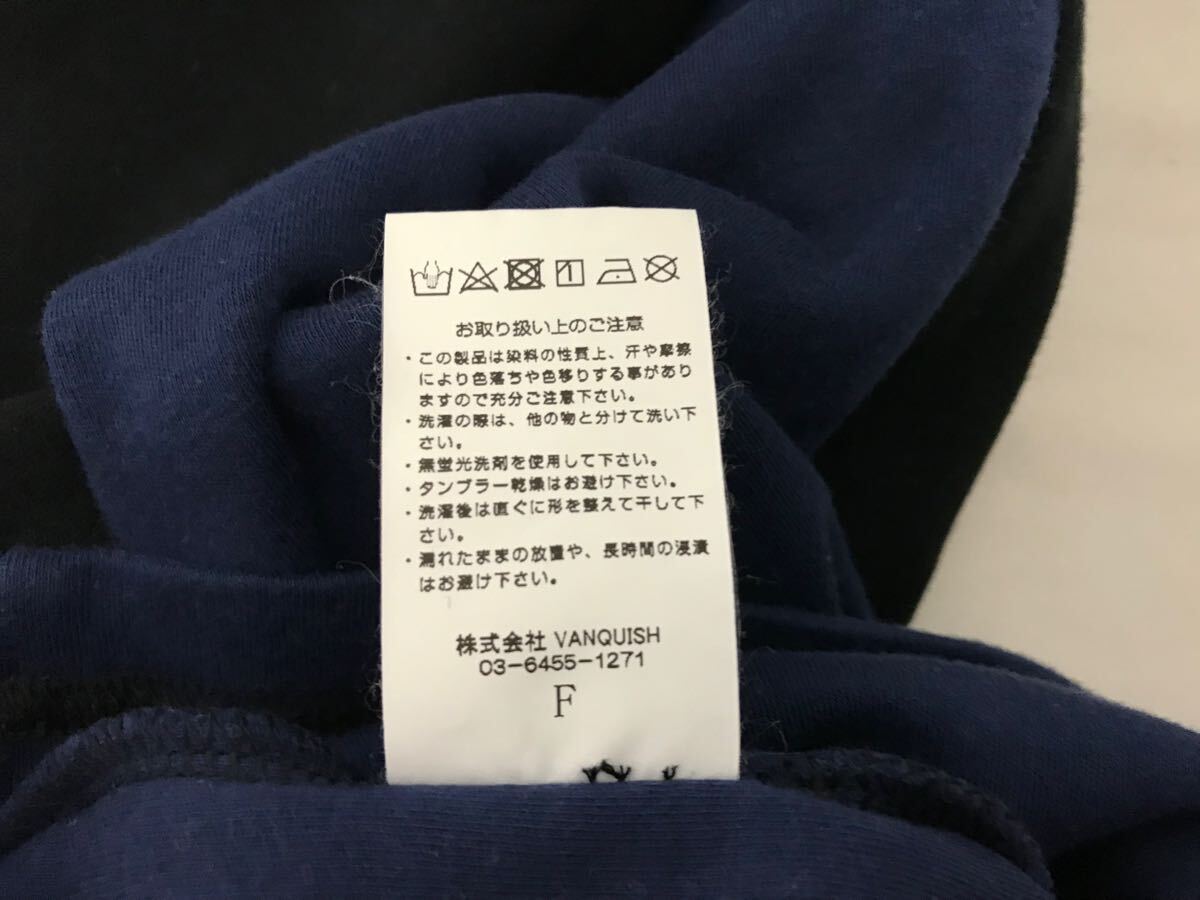 お取り扱い上のご注意
・この製品は染料の性質上、汗や摩擦
により色落ちや色移りする事があり
ますので充分ご注意下さい。
・洗濯の際は、他の物と分けて洗い下
さい。
・無蛍光洗剤を使用して下さい。
・タンブラー乾燥はお避け下さい。
・洗濯後は直ぐに形を整えて干して下
さい。
・濡れたままの放置や、長時間の浸漬
はお避け下さい。
株式会社 VANQUISH
03-6455-1271
F